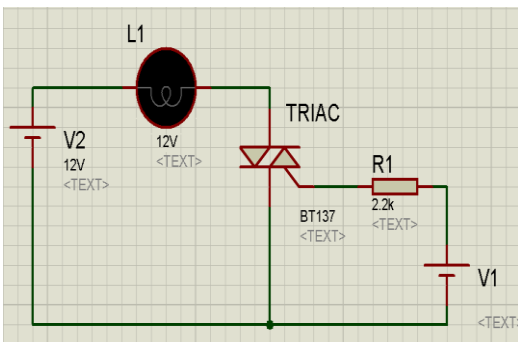 L1
12V
<TEXT>
V2
12V
<TEXT>
TRIAC
BT137
<TEXT>
R1
2.2k
<TEXT>
V1
<TEXT>